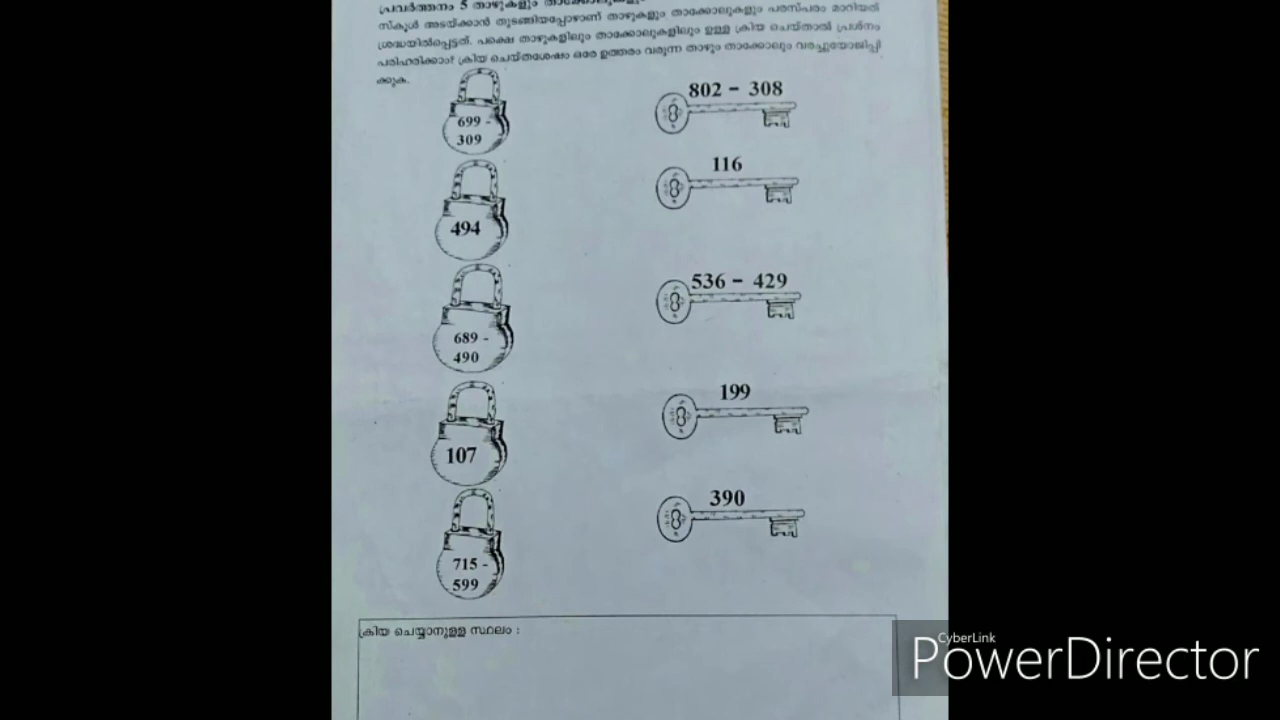 പ്രവർത്തനം 5 താഴുകളും താക്കോലുകളും
സ്കൂൾ അടയ്ക്കാൻ തുടങ്ങിയപ്പോഴാണ് താഴുകളും താക്കോലുകളും പരസ്പരം മാറിയത്
ശ്രദ്ധയിൽപ്പെട്ടത്. പക്ഷെ താഴുകളിലും താക്കോലുകളിലും ഉള്ള ക്രിയ ചെയ്താൽ പ്രശ്നം
പരിഹരിക്കാം! ക്രിയ ചെയ്തശേഷം ഒരേ ഉത്തരം വരുന്ന താഴും താക്കോലും വരച്ചുയോജിപ്പി
ക്കുക.
699 -
309
802 - 308
494
116
689 -
490
536 - 429
107
199
715 -
599
390
ക്രിയ ചെയ്യാനുള്ള സ്ഥലം :
CyberLink
PowerDirector